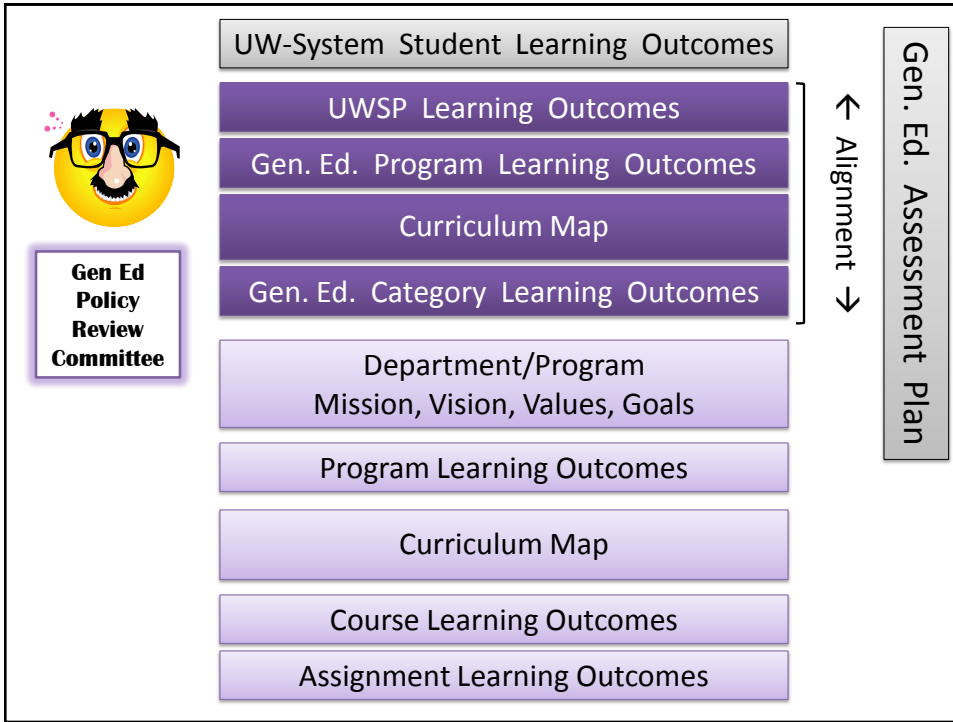 UW-System Student Learning Outcomes
UWSP Learning Outcomes
Gen. Ed. Program Learning Outcomes
Curriculum Map
Gen. Ed. Category Learning Outcomes
Department/Program
Mission, Vision, Values, Goals
Program Learning Outcomes
Curriculum Map
Course Learning Outcomes
Assignment Learning Outcomes
Gen Ed
Policy
Review
Committee
← Alignment →
Gen. Ed. Assessment Plan